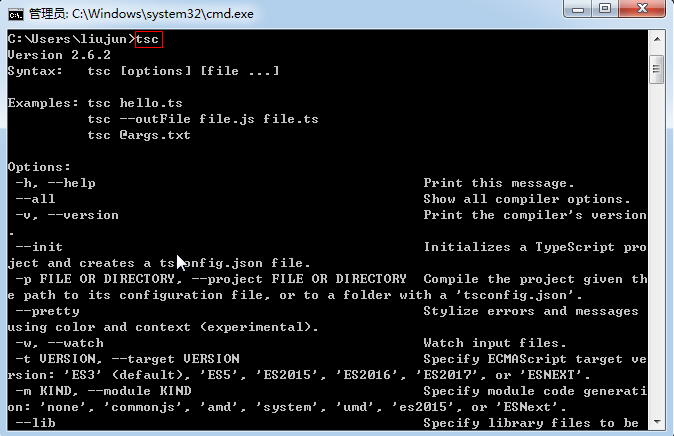 管理员: C:\Windows\system32\cmd.exe
C:\Users\liujun>tsc
Version 2.6.2
Syntax:   tsc [options] [file ...]
Examples: tsc hello.ts
          tsc --outFile file.js file.ts
          tsc @args.txt
Options:
 -h, --help                                         Print this message.
 --all                                              Show all compiler options.
 -v, --version                                      Print the compiler's version
.
 --init                                             Initializes a TypeScript pro
ject and creates a tsconfig.json file.
 -p FILE OR DIRECTORY, --project FILE OR DIRECTORY  Compile the project given th
e path to its configuration file, or to a folder with a 'tsconfig.json'.
 --pretty                                           Stylize errors and messages
using color and context (experimental).
 -w, --watch                                        Watch input files.
 -t VERSION, --target VERSION                       Specify ECMAScript target ve
rsion: 'ES3' (default), 'ES5', 'ES2015', 'ES2016', 'ES2017', or 'ESNEXT'.
 -m KIND, --module KIND                             Specify module code generati
on: 'none', 'commonjs', 'amd', 'system', 'umd', 'es2015', or 'ESNext'.
 --lib                                              Specify library files to be